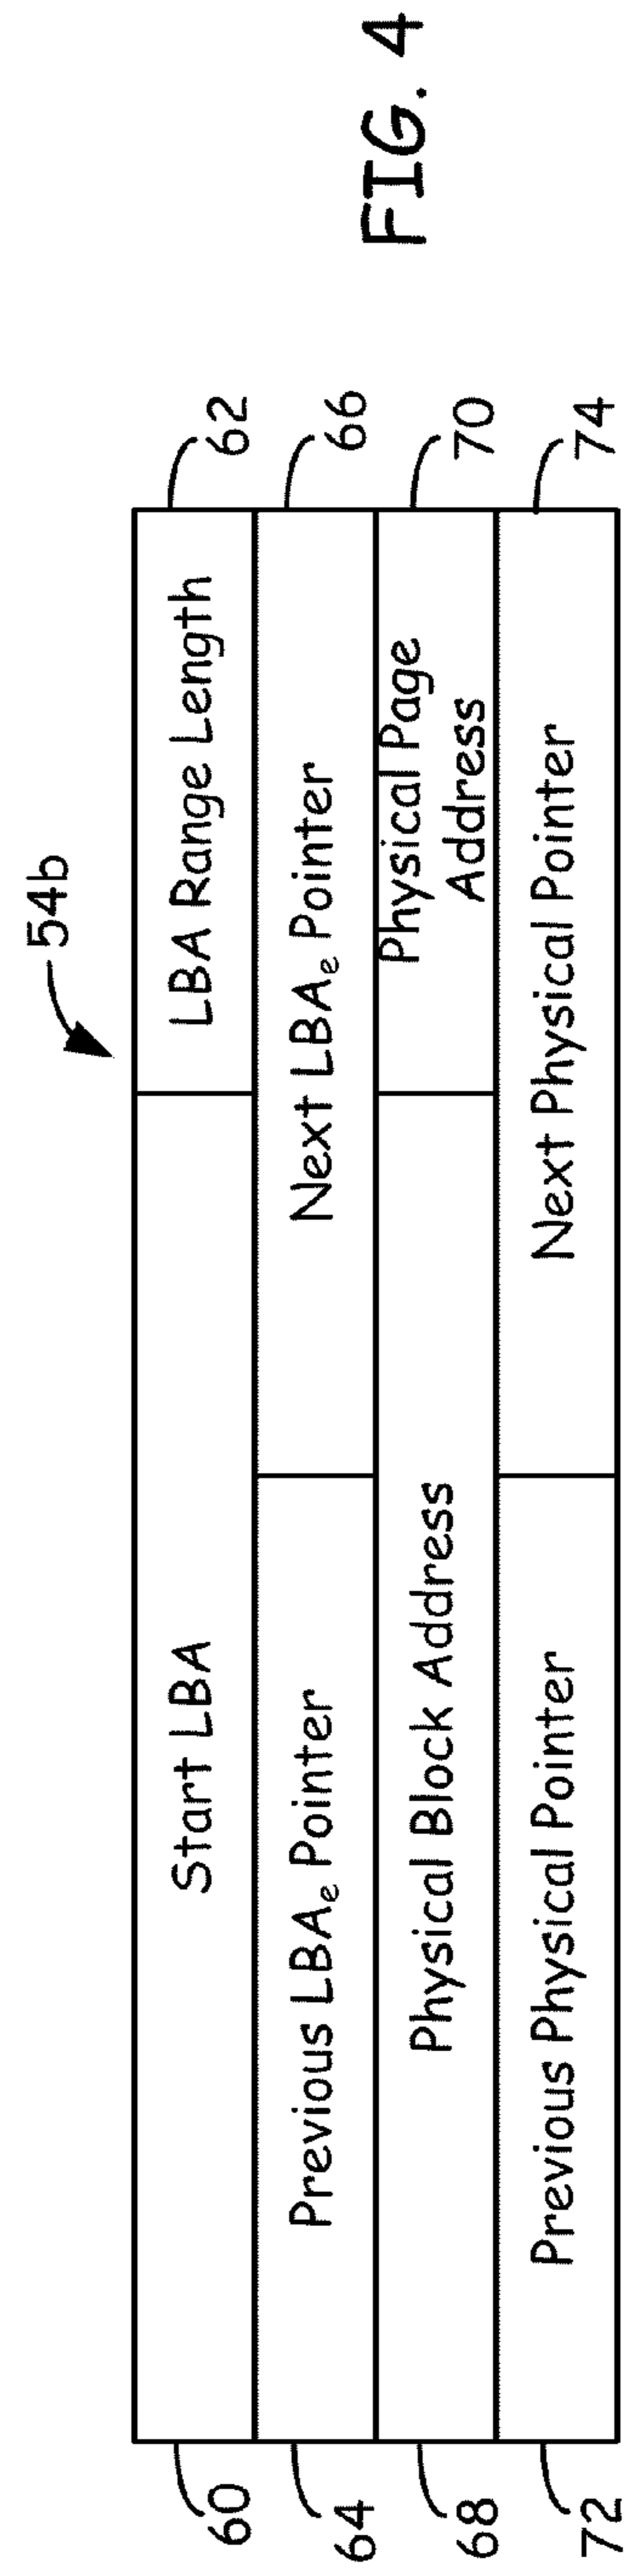 54b
60
Start LBA
LBA Range Length
62
64
Previous LBAₑ Pointer
Next LBAₑ Pointer
66
68
Physical Block Address
Physical Page
Address
70
72
Previous Physical Pointer
Next Physical Pointer
74
FIG. 4